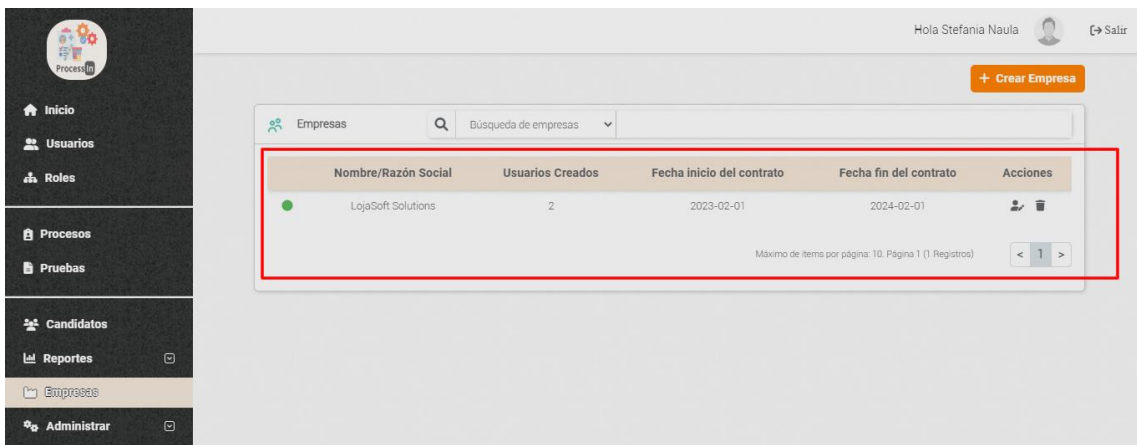 Process In
Hola Stefania Naula
Salir
+ Crear Empresa
Inicio
Usuarios
Roles
Procesos
Pruebas
Candidatos
Reportes
Empresas
Administrar
Empresas Búsqueda de empresas
Nombre/Razón Social Usuarios Creados Fecha inicio del contrato Fecha fin del contrato Acciones
LojaSoft Solutions 2 2023-02-01 2024-02-01
Máximo de items por página: 10. Página 1 (1 Registros) < 1 >